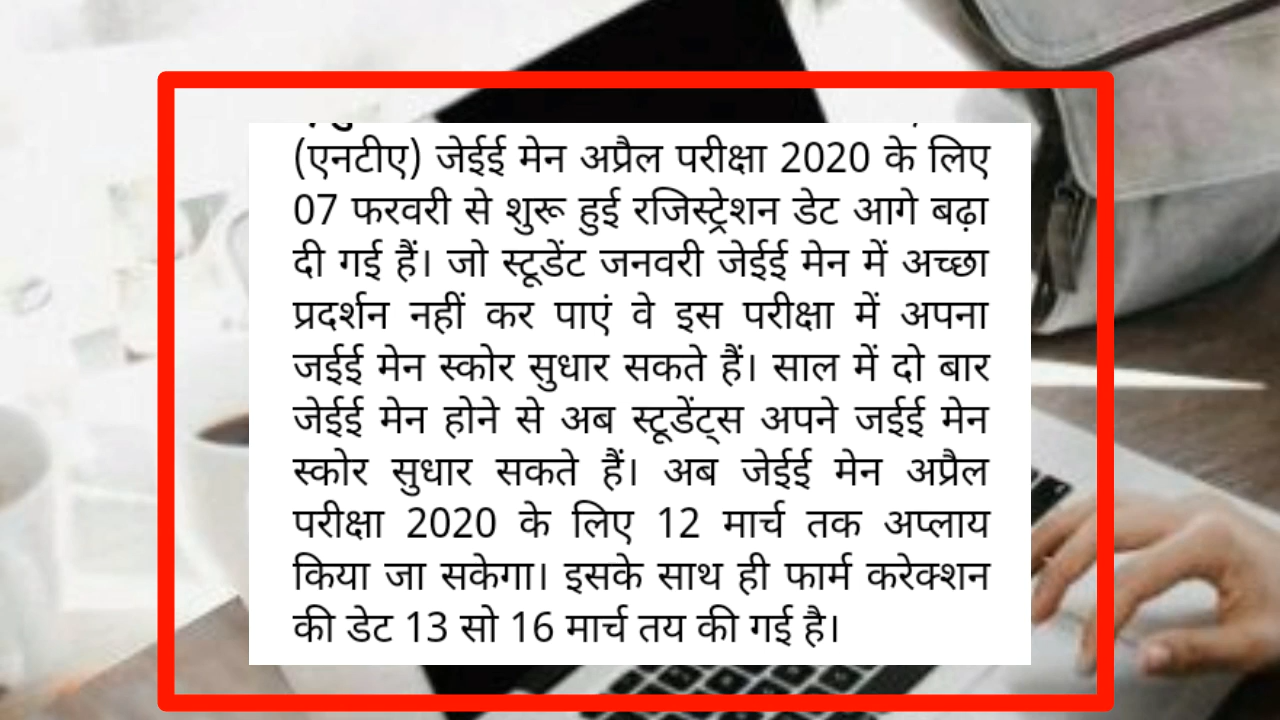 (एनटीए) जेईई मेन अप्रैल परीक्षा 2020 के लिए
07 फरवरी से शुरू हुई रजिस्ट्रेशन डेट आगे बढ़ा
दी गई हैं। जो स्टूडेंट जनवरी जेईई मेन में अच्छा
प्रदर्शन नहीं कर पाएं वे इस परीक्षा में अपना
जईई मेन स्कोर सुधार सकते हैं। साल में दो बार
जेईई मेन होने से अब स्टूडेंट्स अपने जईई मेन
स्कोर सुधार सकते हैं। अब जेईई मेन अप्रैल
परीक्षा 2020 के लिए 12 मार्च तक अप्लाय
किया जा सकेगा। इसके साथ ही फार्म करेक्शन
की डेट 13 सो 16 मार्च तय की गई है।